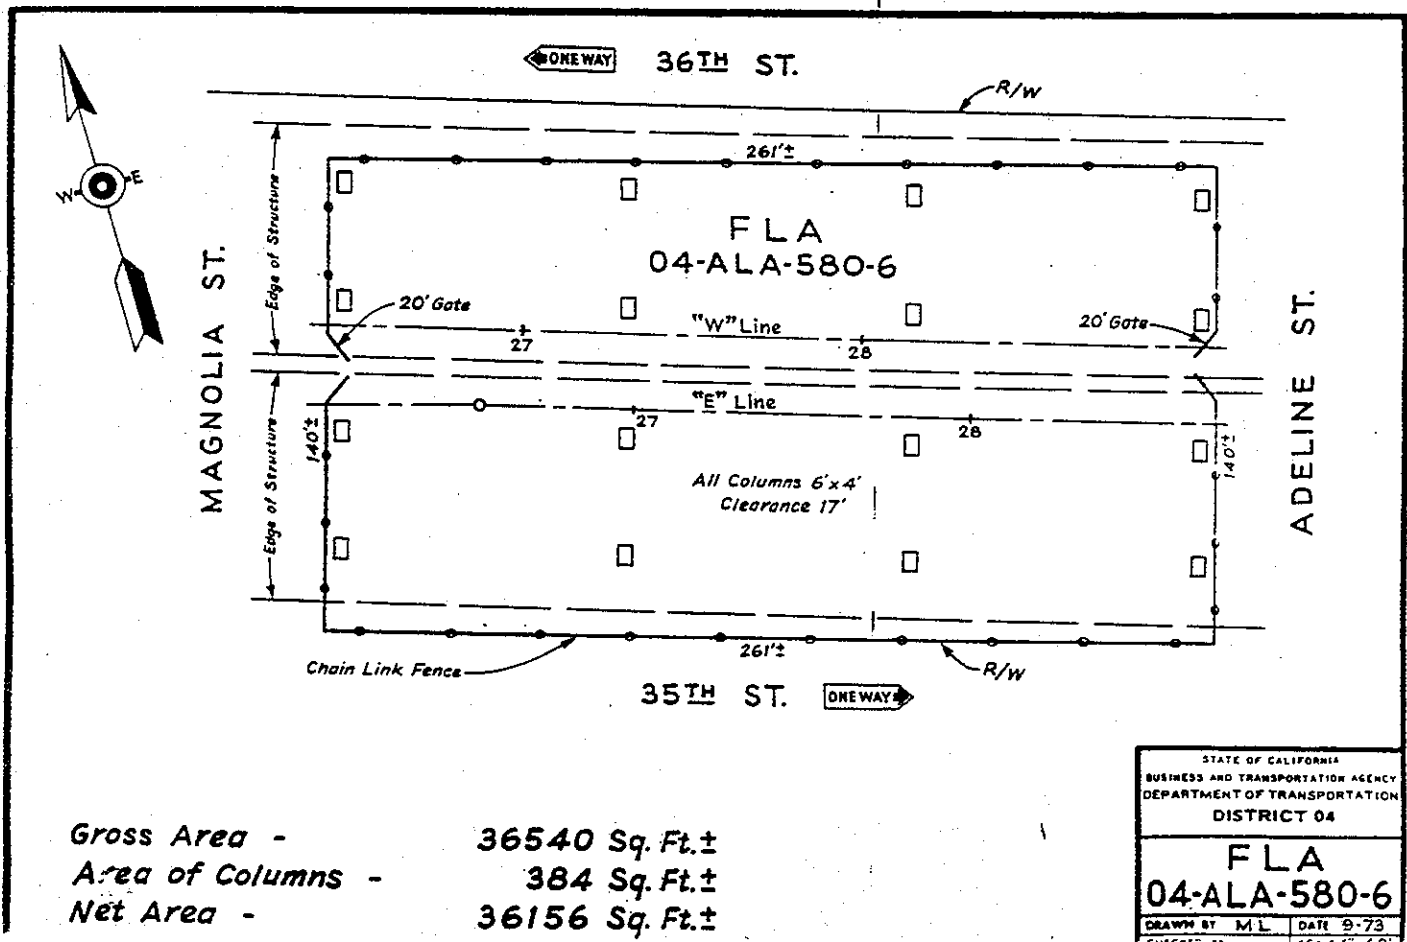 ONE WAY 36TH ST.
R/W
261'±
W E
Edge of Structure
FLA
04-ALA-580-6
MAGNOLIA ST.
20' Gate
"W" Line
27
28
20' Gate
ADELINE ST.
"E" Line
27
28
140'±
140'±
Edge of Structure
All Columns 6'x4'
Clearance 17'
Chain Link Fence
261'±
R/W
35TH ST. ONE WAY
Gross Area - 36540 Sq. Ft.±
Area of Columns - 384 Sq. Ft.±
Net Area - 36156 Sq. Ft.±
STATE OF CALIFORNIA
BUSINESS AND TRANSPORTATION AGENCY
DEPARTMENT OF TRANSPORTATION
DISTRICT 04
FLA
04-ALA-580-6
DRAWN BY ML DATE 9-73